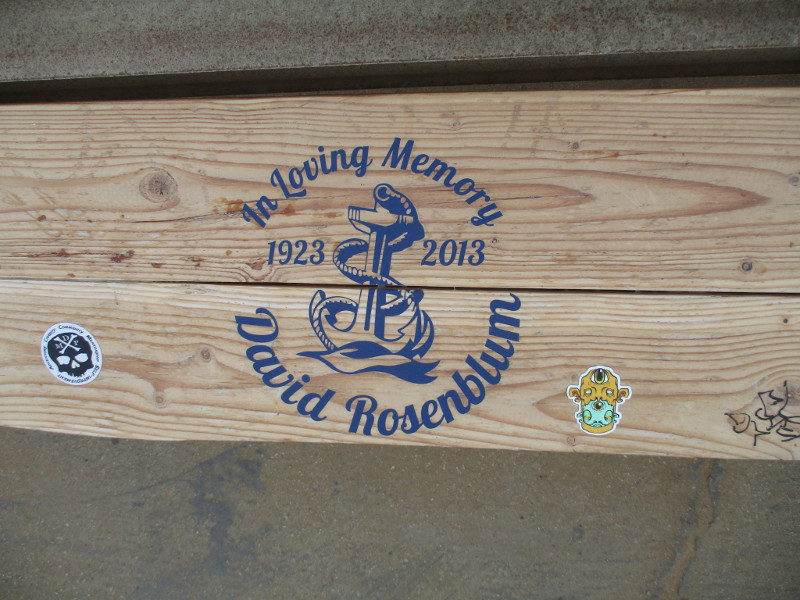 In Loving Memory
1923 2013
David Rosenblum